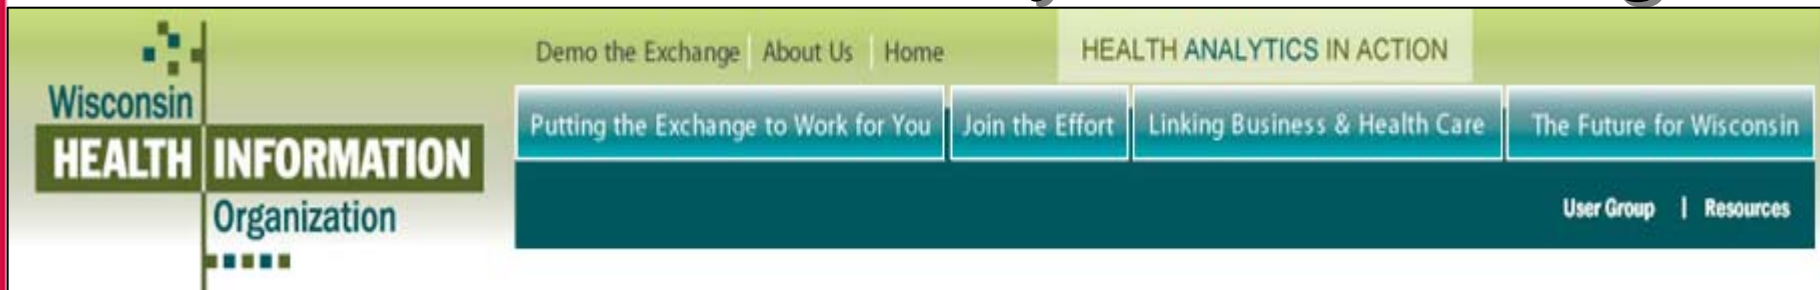 Wisconsin
HEALTH INFORMATION
Organization
Demo the Exchange | About Us | Home
HEALTH ANALYTICS IN ACTION
Putting the Exchange to Work for You
Join the Effort
Linking Business & Health Care
The Future for Wisconsin
User Group | Resources